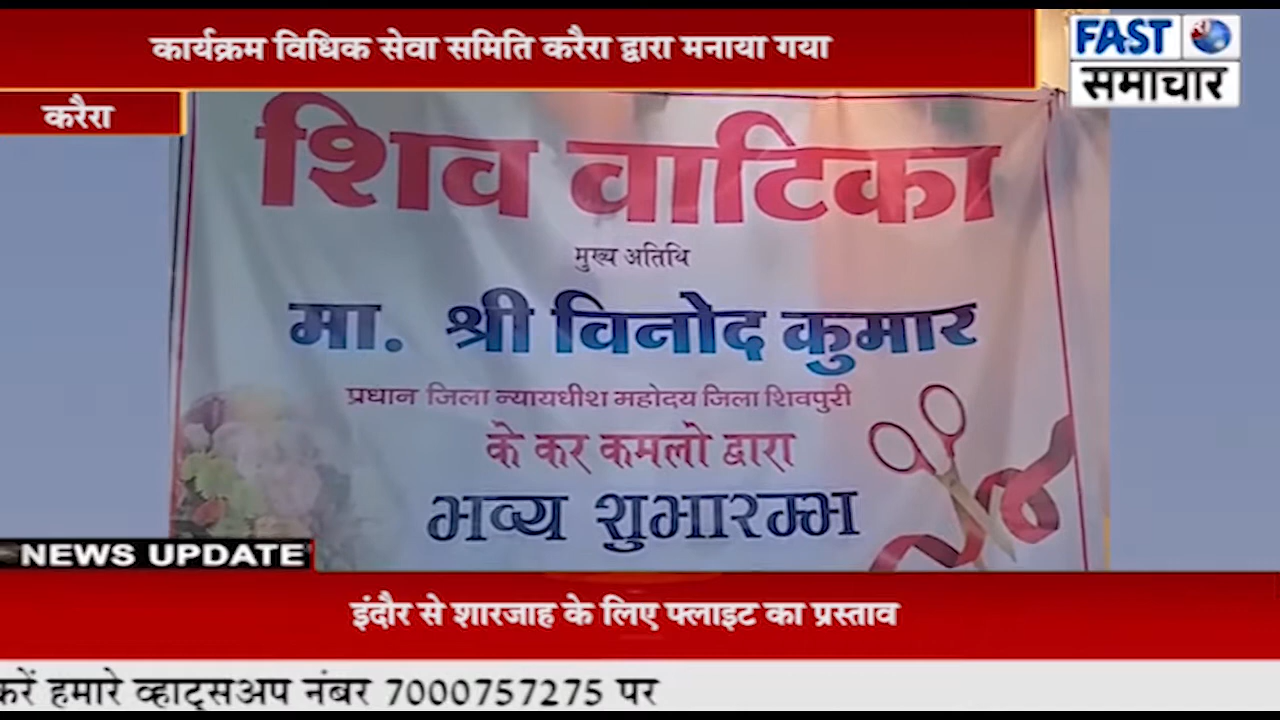 कार्यक्रम विधिक सेवा समिति करैरा द्वारा मनाया गया
FAST
समाचार
करैरा
शिव वाटिका
मुख्य अतिथि
मा. श्री विनोद कुमार
प्रधान जिला न्यायधीश महोदय जिला शिवपुरी
के कर कमलो द्वारा
भव्य शुभारम्भ
NEWS UPDATE
इंदौर से शारजाह के लिए फ्लाइट का प्रस्ताव
करें हमारे व्हाट्सअप नंबर 7000757275 पर